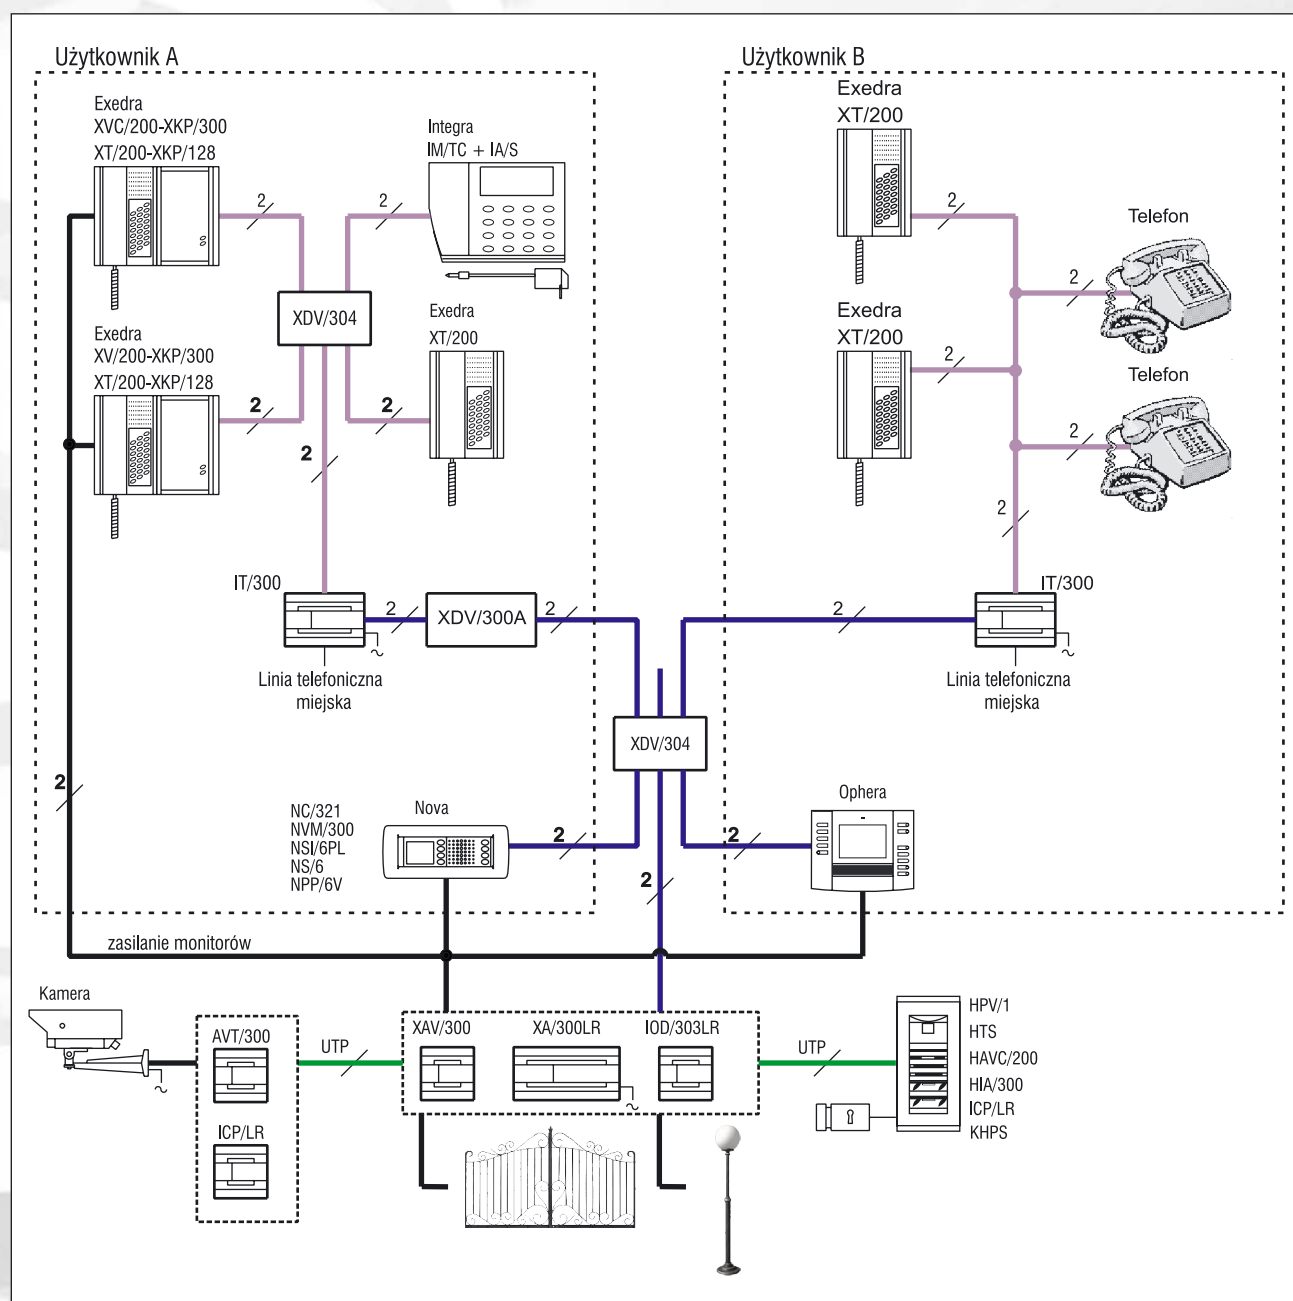 Użytkownik A
Exedra
XVC/200-XKP/300
XT/200-XKP/128
2
2
Integra
IM/TC + IA/S
XDV/304
Exedra
XV/200-XKP/300
XT/200-XKP/128
2
2
2
Exedra
XT/200
IT/300
2
XDV/300A
2
Linia telefoniczna
miejska
2
NC/321
NVM/300
NSI/6PL
NS/6
NPP/6V
Nova
2
Użytkownik B
Exedra
XT/200
2
Telefon
2
Exedra
XT/200
2
Telefon
2
2
IT/300
2
Linia telefoniczna
miejska
XDV/304
Ophera
2
2
zasilanie monitorów
Kamera
AVT/300
ICP/LR
UTP
XAV/300
XA/300LR
IOD/303LR
UTP
HPV/1
HTS
HAVC/200
HIA/300
ICP/LR
KHPS